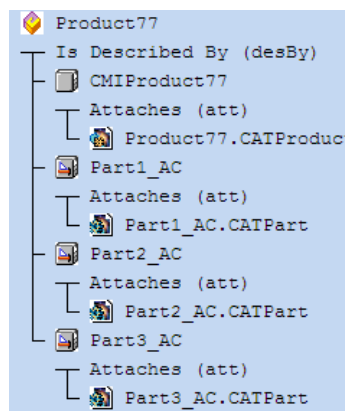 Product77
Is Described By (desBy)
CMIProduct77
Attaches (att)
Product77.CATProduct
Part1_AC
Attaches (att)
Part1_AC.CATPart
Part2_AC
Attaches (att)
Part2_AC.CATPart
Part3_AC
Attaches (att)
Part3_AC.CATPart